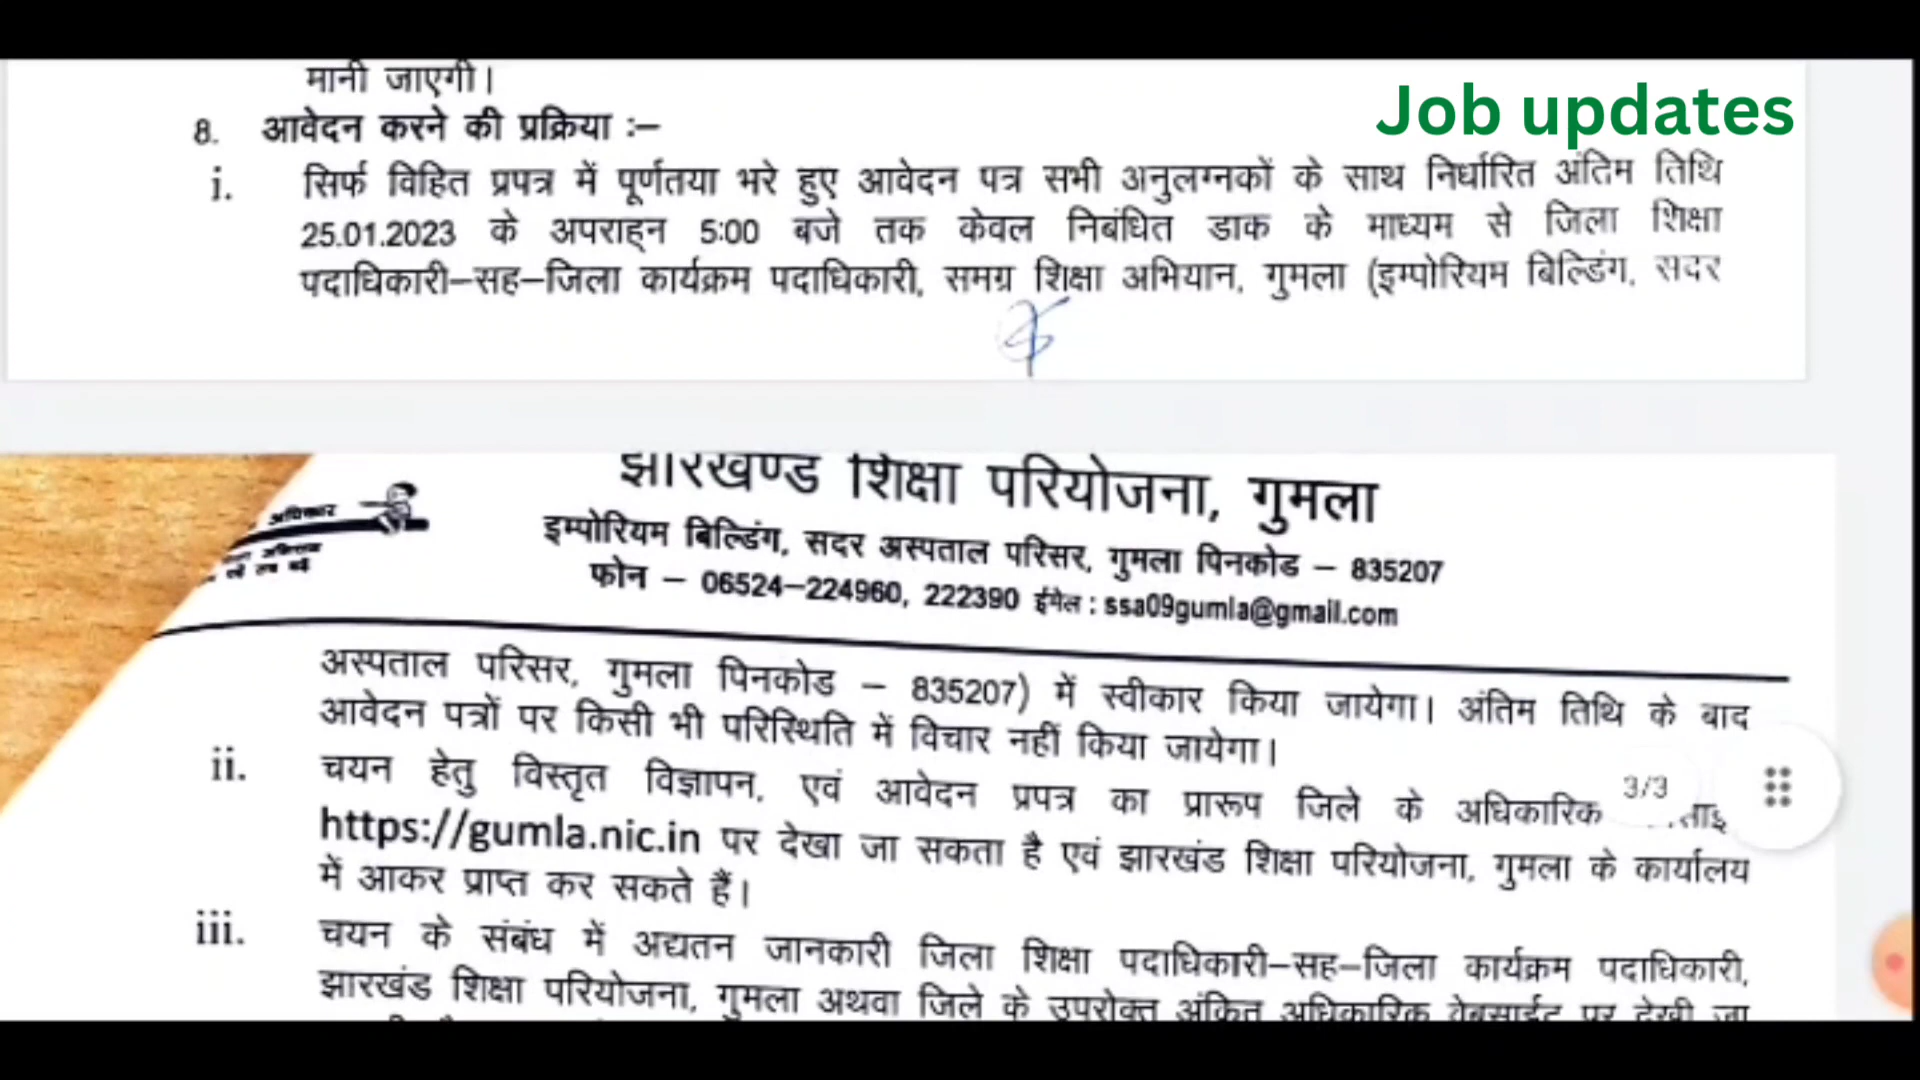 मानी जाएगी।
Job updates
8. आवेदन करने की प्रक्रिया :–
i. सिर्फ विहित प्रपत्र में पूर्णतया भरे हुए आवेदन पत्र सभी अनुलग्नकों के साथ निर्धारित अंतिम तिथि
25.01.2023 के अपराह्न 5:00 बजे तक केवल निबंधित डाक के माध्यम से जिला शिक्षा
पदाधिकारी–सह–जिला कार्यक्रम पदाधिकारी, समग्र शिक्षा अभियान, गुमला (इम्पोरियम बिल्डिंग, सदर
झारखण्ड शिक्षा परियोजना, गुमला
इम्पोरियम बिल्डिंग, सदर अस्पताल परिसर, गुमला पिनकोड – 835207
फोन – 06524–224960, 222390 ईमेल : ssa09gumla@gmail.com
अस्पताल परिसर, गुमला पिनकोड – 835207) में स्वीकार किया जायेगा। अंतिम तिथि के बाद
आवेदन पत्रों पर किसी भी परिस्थिति में विचार नहीं किया जायेगा।
ii. चयन हेतु विस्तृत विज्ञापन, एवं आवेदन प्रपत्र का प्रारूप जिले के अधिकारिक
3/3
https://gumla.nic.in पर देखा जा सकता है एवं झारखंड शिक्षा परियोजना, गुमला के कार्यालय
में आकर प्राप्त कर सकते हैं।
iii. चयन के संबंध में अद्यतन जानकारी जिला शिक्षा पदाधिकारी–सह–जिला कार्यक्रम पदाधिकारी,
झारखंड शिक्षा परियोजना, गुमला अथवा जिले के उपरोक्त अंकित अधिकारिक वेबसाईट पर देखी जा